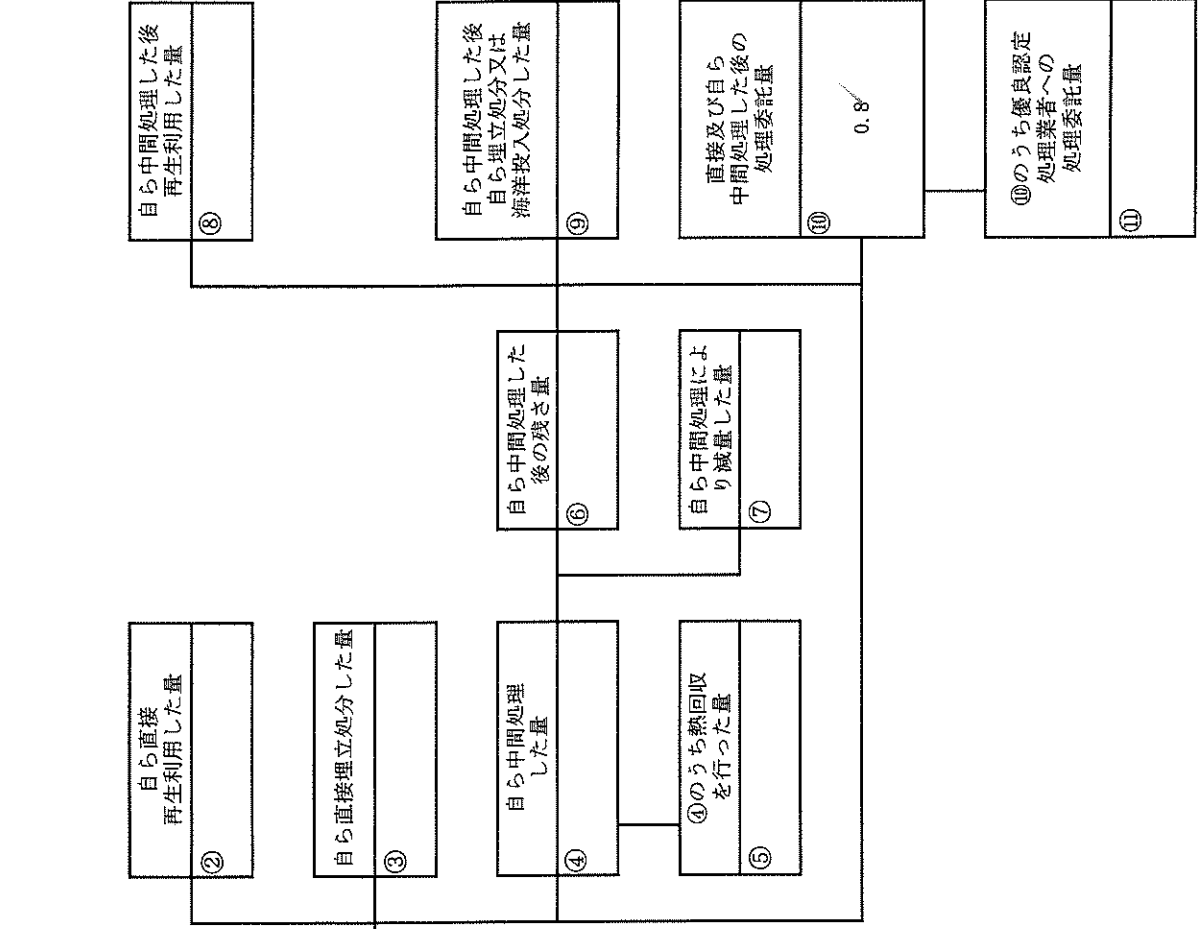 自ら直接
再生利用した量
②
自ら直接埋立処分した量
③
自ら中間処理
した量
④
④のうち熱回収
を行った量
⑤
自ら中間処理した
後の残さ量
⑥
自ら中間処理によ
り減量した量
⑦
自ら中間処理した後
再生利用した量
⑧
自ら中間処理した後
自ら埋立処分又は
海洋投入処分した量
⑨
直接及び自ら
中間処理した後の
処理委託量
⑩
0.8
⑩のうち優良認定
処理業者への
処理委託量
⑪